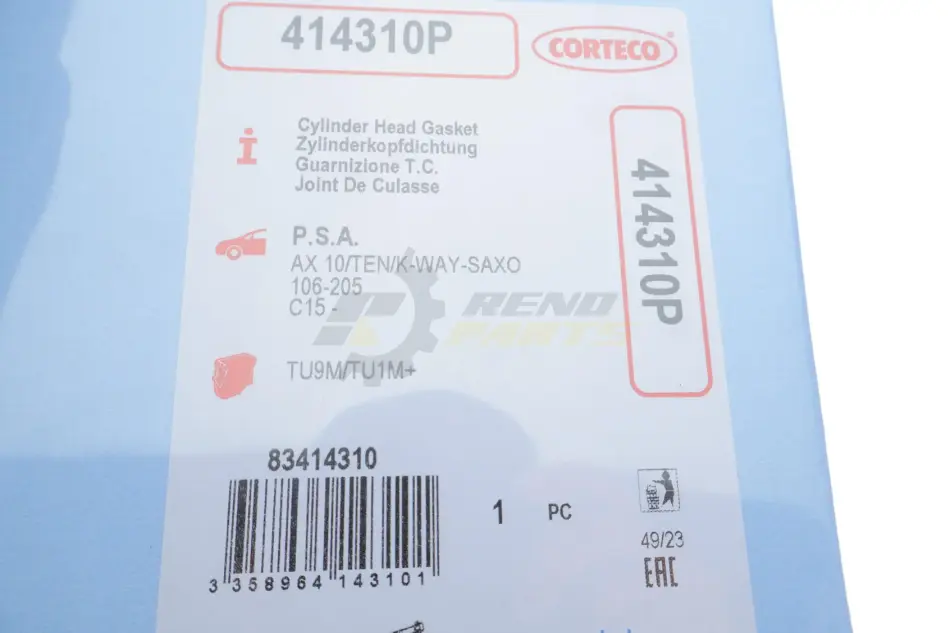 414310P
CORTECO
Cylinder Head Gasket
Zylinderkopfdichtung
Guarnizione T.C.
Joint De Culasse
414310P
P.S.A.
AX 10/TEN/K-WAY-SAXO
106-205
C15 -
RENO
PARTS
TU9M/TU1M+
83414310
3 358964 143101
1 PC
49/23
EAC